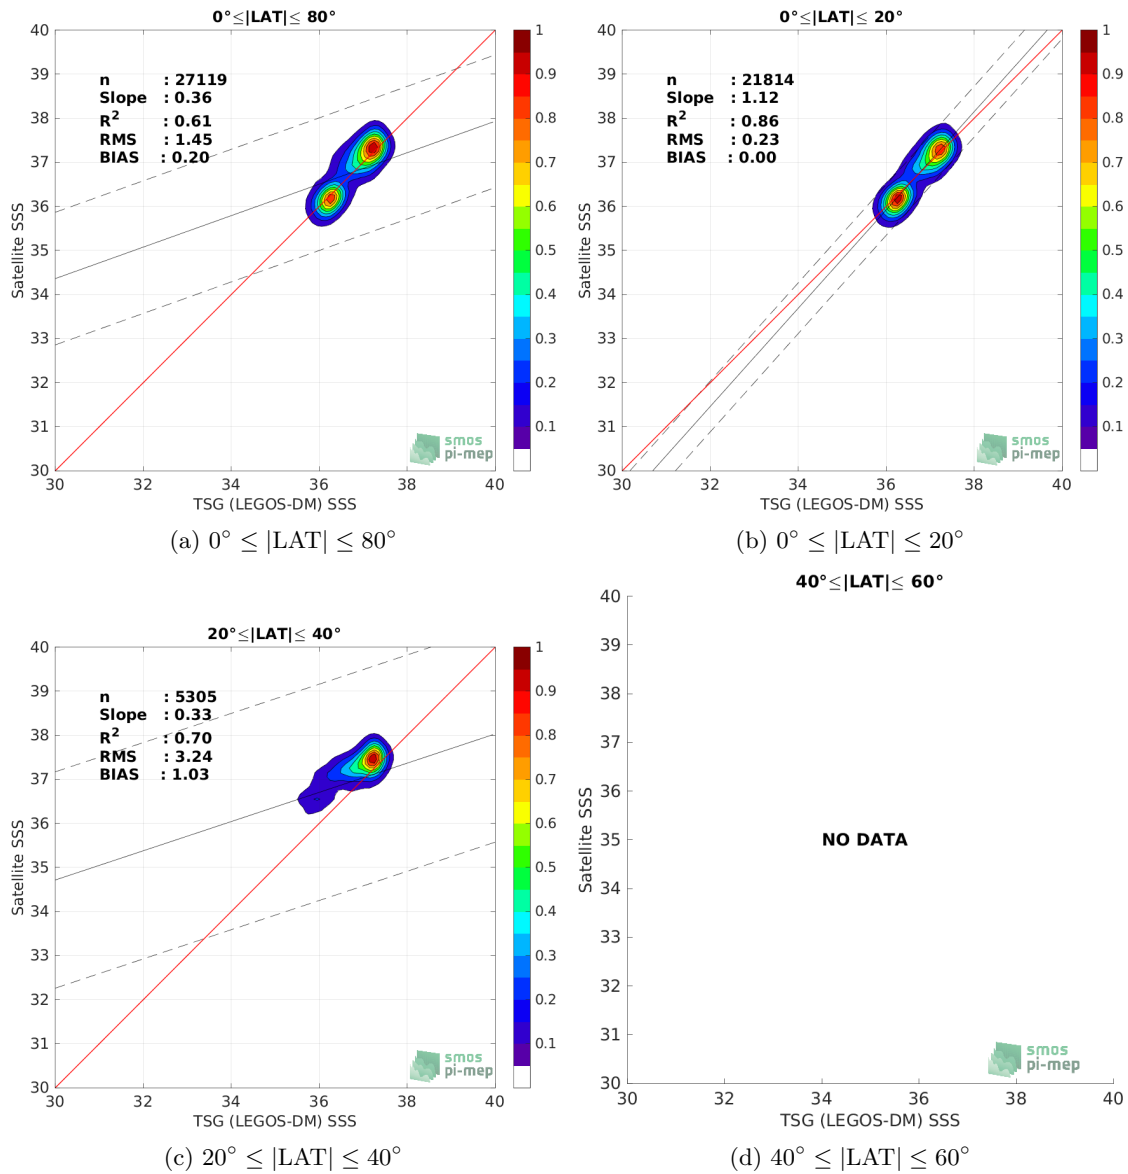 0°≤|LAT|≤ 80°
40
39
38
37
36
35
34
33
32
31
30
Satellite SSS
n : 27119
Slope : 0.36
R² : 0.61
RMS : 1.45
BIAS : 0.20
smos
pi-mep
30 32 34 36 38 40
TSG (LEGOS-DM) SSS
1
0.9
0.8
0.7
0.6
0.5
0.4
0.3
0.2
0.1
(a) 0° ≤ |LAT| ≤ 80°
0°≤|LAT|≤ 20°
40
39
38
37
36
35
34
33
32
31
30
Satellite SSS
n : 21814
Slope : 1.12
R² : 0.86
RMS : 0.23
BIAS : 0.00
smos
pi-mep
30 32 34 36 38 40
TSG (LEGOS-DM) SSS
1
0.9
0.8
0.7
0.6
0.5
0.4
0.3
0.2
0.1
(b) 0° ≤ |LAT| ≤ 20°
20°≤|LAT|≤ 40°
40
39
38
37
36
35
34
33
32
31
30
Satellite SSS
n : 5305
Slope : 0.33
R² : 0.70
RMS : 3.24
BIAS : 1.03
smos
pi-mep
30 32 34 36 38 40
TSG (LEGOS-DM) SSS
1
0.9
0.8
0.7
0.6
0.5
0.4
0.3
0.2
0.1
(c) 20° ≤ |LAT| ≤ 40°
40°≤|LAT|≤ 60°
40
39
38
37
36
35
34
33
32
31
30
Satellite SSS
NO DATA
smos
pi-mep
30 32 34 36 38 40
TSG (LEGOS-DM) SSS
(d) 40° ≤ |LAT| ≤ 60°